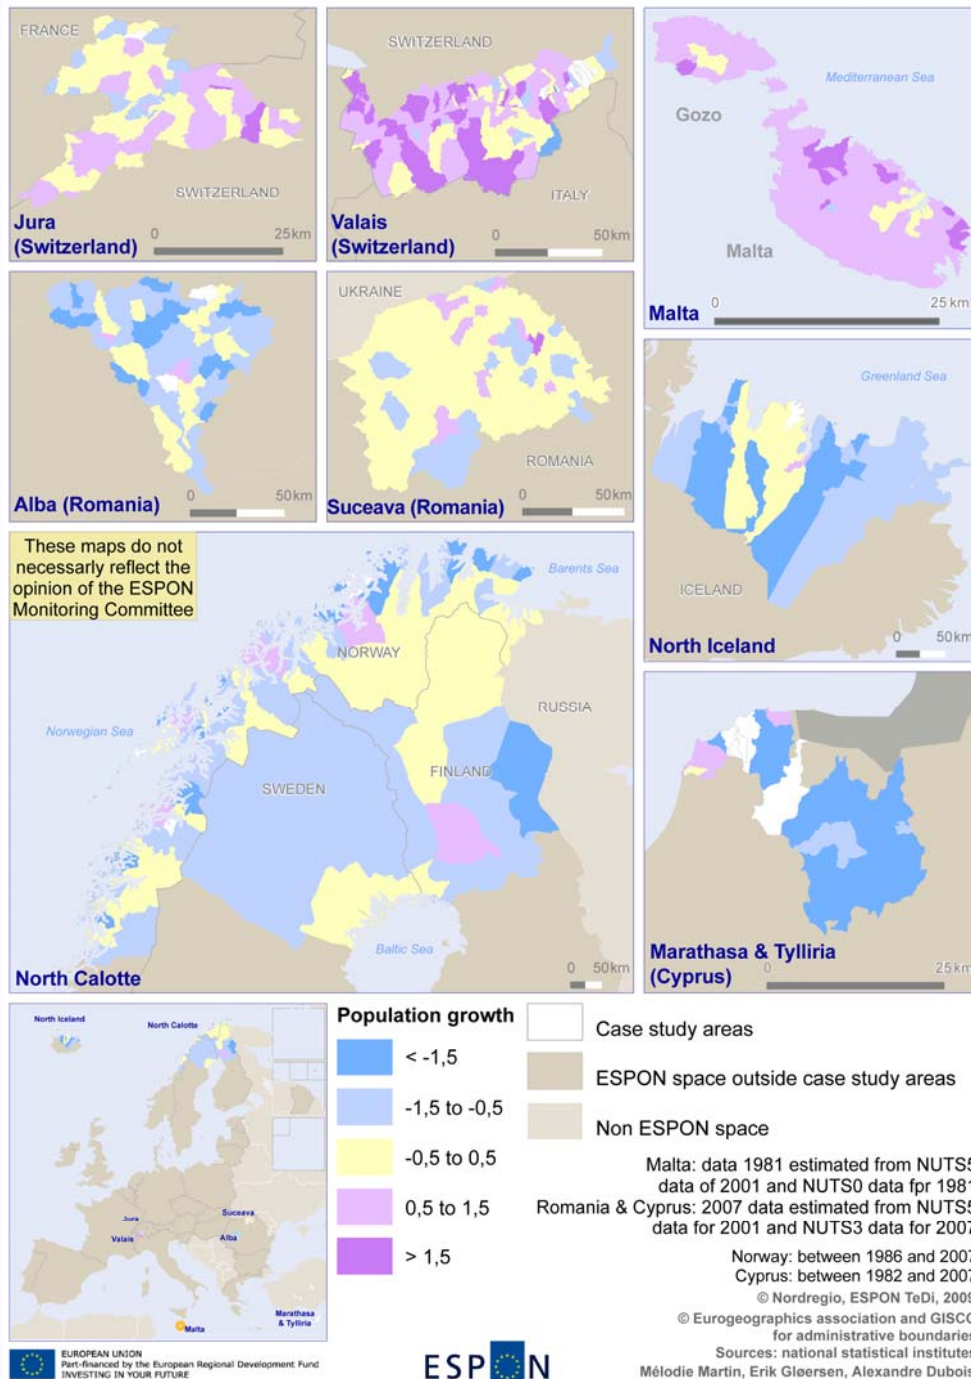 FRANCE
SWITZERLAND
Jura
(Switzerland)
0 25km
SWITZERLAND
ITALY
Valais
(Switzerland)
0 50km
Mediterranean Sea
Gozo
Malta
0 25 km
Malta
Alba (Romania)
0 50km
UKRAINE
ROMANIA
Suceava (Romania)
0 50km
Greenland Sea
ICELAND
North Iceland
0 50km
These maps do not
necessarly reflect the
opinion of the ESPON
Monitoring Committee
Barents Sea
NORWAY
RUSSIA
Norwegian Sea
FINLAND
SWEDEN
Baltic Sea
North Calotte
0 50km
Marathasa & Tylliria
(Cyprus)
0 25km
North Iceland
North Calotte
Suceava
Jura
Valais
Alba
Marathasa
& Tylliria
Malta
Population growth
< -1,5
-1,5 to -0,5
-0,5 to 0,5
0,5 to 1,5
> 1,5
Case study areas
ESPON space outside case study areas
Non ESPON space
Malta: data 1981 estimated from NUTS5
data of 2001 and NUTS0 data fpr 1981
Romania & Cyprus: 2007 data estimated from NUTS5
data for 2001 and NUTS3 data for 2007
Norway: between 1986 and 2007
Cyprus: between 1982 and 2007
© Nordregio, ESPON TeDi, 2009
© Eurogeographics association and GISCO
for administrative boundaries
Sources: national statistical institutes
Mélodie Martin, Erik Gløersen, Alexandre Dubois
EUROPEAN UNION
Part-financed by the European Regional Development Fund
INVESTING IN YOUR FUTURE
ESPON